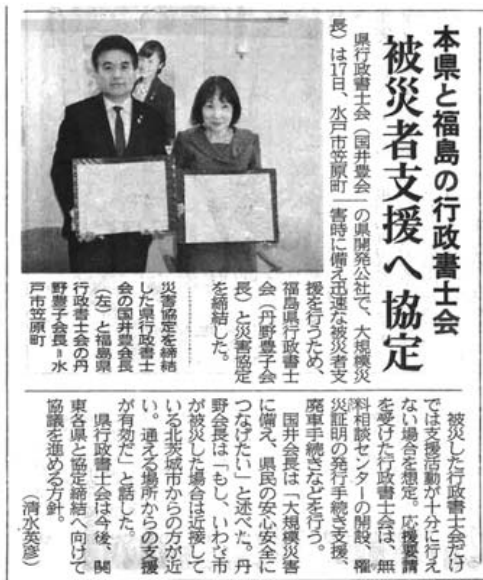 本県と福島の行政書士会
被災者支援へ協定
県行政書士会(国井豊会
長)は17日、水戸市笠原町
の県開発公社で、大規模災
害時に備え迅速な被災者支
援を行うため、
福島県行政書士
会(丹野豊子会
長)と災害協定
を締結した。
災害協定を締結
した県行政書士
会の国井豊会長
(左)と福島県
行政書士会の丹
野豊子会長=水
戸市笠原町
被災した行政書士会だけ
では支援活動が十分に行え
ない場合を想定。応援要請
を受けた行政書士会は、無
料相談センターの開設、罹
災証明の発行手続き支援、
廃車手続きなどを行う。
国井会長は「大規模災害
に備え、県民の安心安全に
つなげたい」と述べた。丹
野会長は「もし、いわき市
が被災した場合は近接して
いる北茨城市からの方が近
い。通える場所からの支援
が有効だ」と話した。
県行政書士会は今後、関
東各県と協定締結へ向けて
協議を進める方針。
(清水英彦)